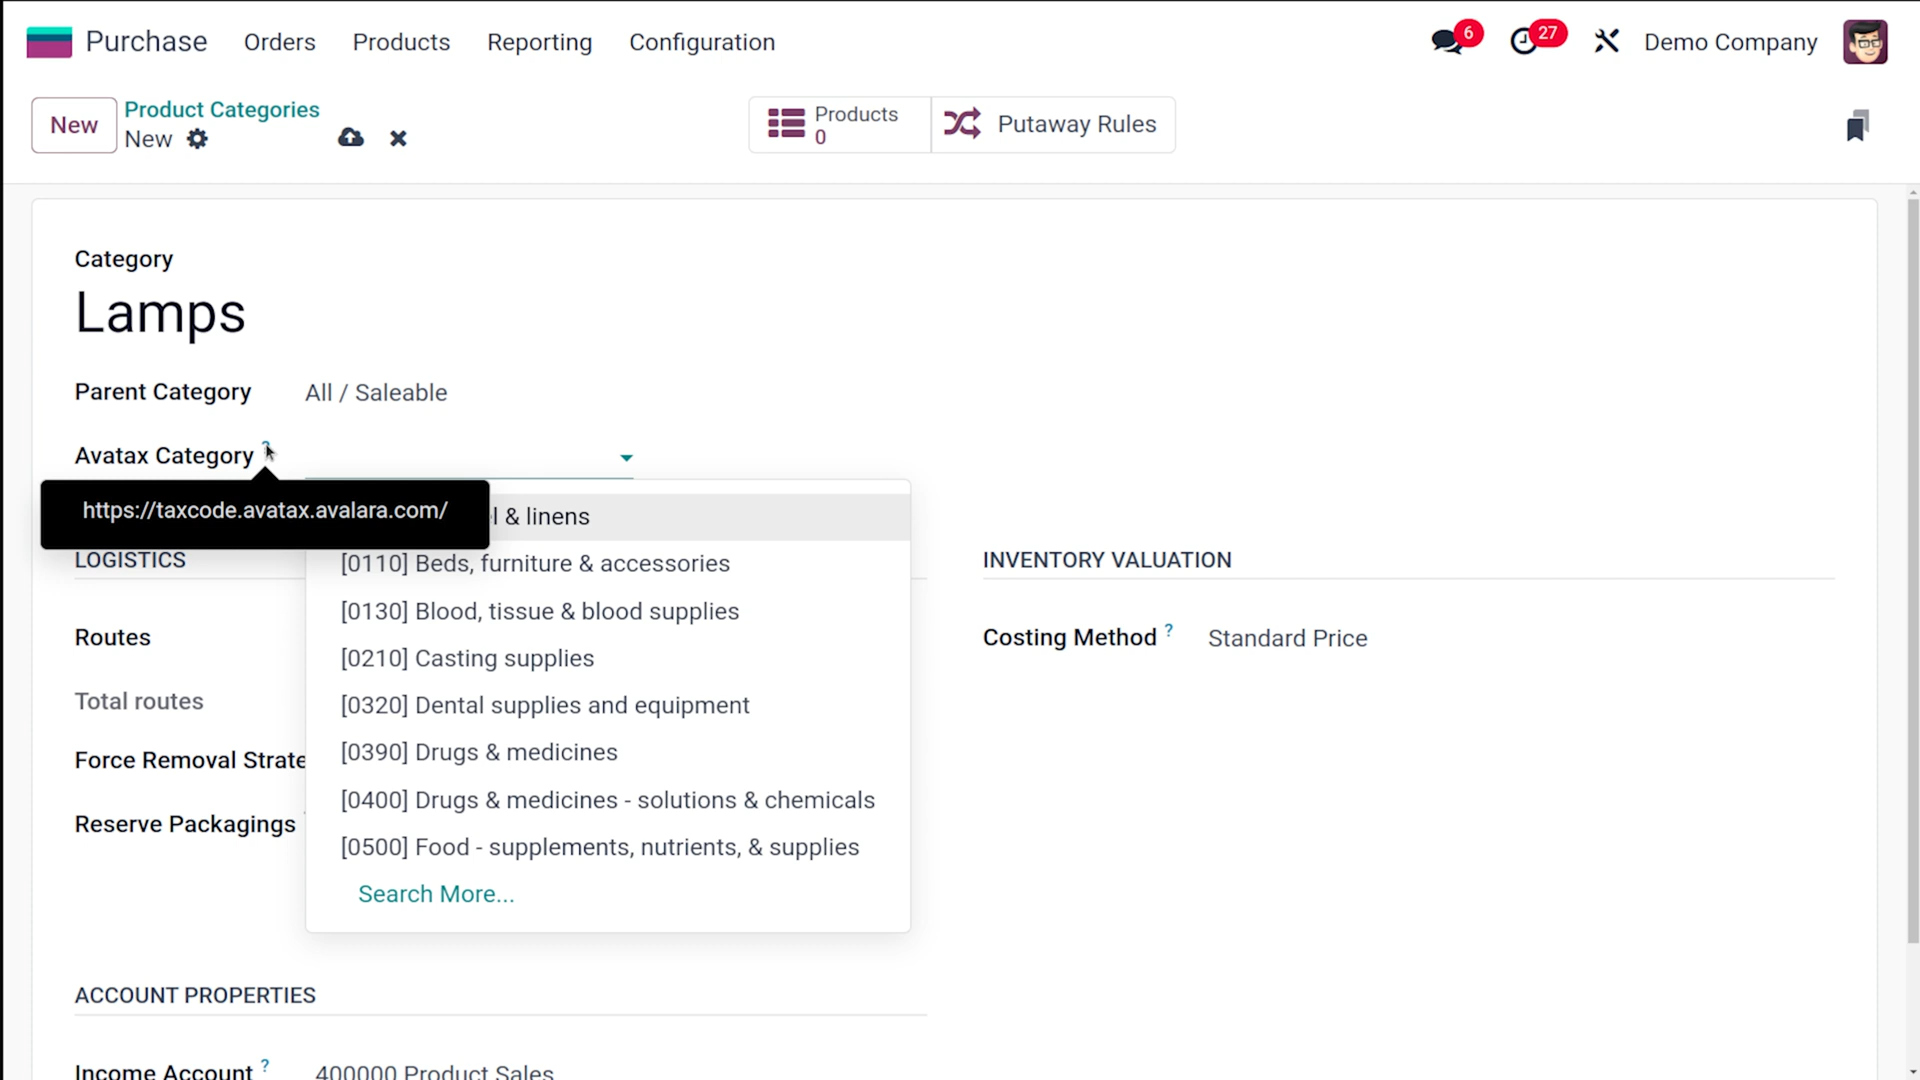 Purchase Orders Products Reporting Configuration 6 27 Demo Company
New Product Categories
New
Products
0
Putaway Rules
Category
Lamps
Parent Category All / Saleable
Avatax Category ?
https://taxcode.avatax.avalara.com/
& linens
[0110] Beds, furniture & accessories
[0130] Blood, tissue & blood supplies
[0210] Casting supplies
[0320] Dental supplies and equipment
[0390] Drugs & medicines
[0400] Drugs & medicines - solutions & chemicals
[0500] Food - supplements, nutrients, & supplies
Search More...
LOGISTICS
Routes
Total routes
Force Removal Strate
Reserve Packagings
INVENTORY VALUATION
Costing Method ? Standard Price
ACCOUNT PROPERTIES
Income Account ? 400000 Product Sales